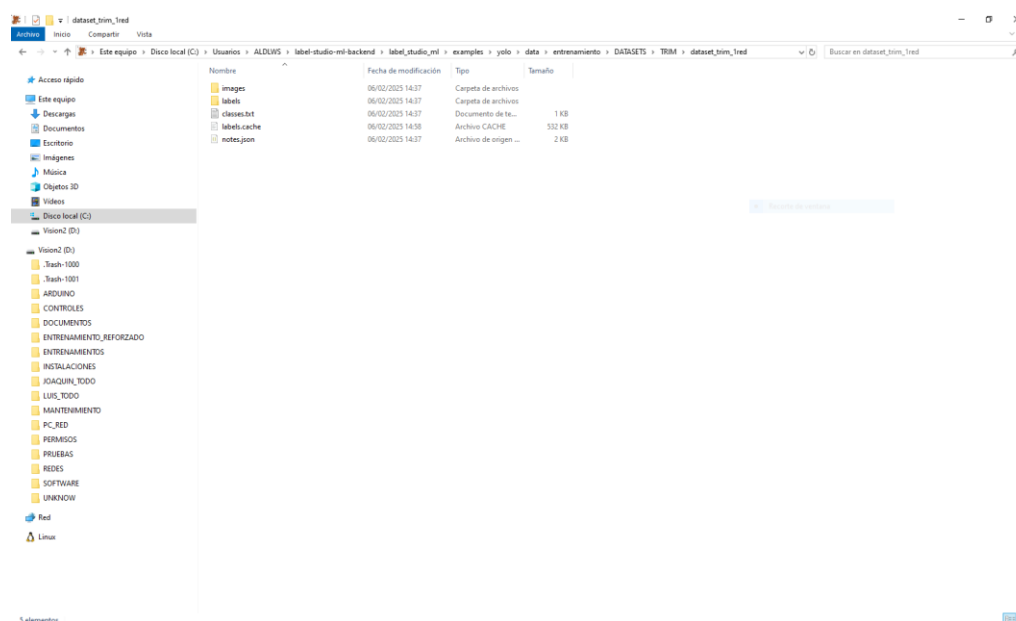 dataset_trim_1red
Archivo Inicio Compartir Vista
Este equipo > Disco local (C:) > Usuarios > ALDLWS > label-studio-ml-backend > label_studio_ml > examples > yolo > data > entrenamiento > DATASETS > TRIM > dataset_trim_1red
Buscar en dataset_trim_1red
Nombre Fecha de modificación Tipo Tamaño
images 06/02/2025 14:37 Carpeta de archivos
labels 06/02/2025 14:37 Carpeta de archivos
classes.txt 06/02/2025 14:37 Documento de te... 1 KB
labels.cache 06/02/2025 14:58 Archivo CACHE 532 KB
notes.json 06/02/2025 14:37 Archivo de origen ... 2 KB
Acceso rápido
Este equipo
Descargas
Documentos
Escritorio
Imágenes
Música
Objetos 3D
Vídeos
Disco local (C:)
Vision2 (D:)
Vision2 (D:)
.Trash-1000
.Trash-1001
ARDUINO
CONTROLES
DOCUMENTOS
ENTRENAMIENTO_REFORZADO
ENTRENAMIENTOS
INSTALACIONES
JOAQUIN_TODO
LUIS_TODO
MANTENIMIENTO
PC_RED
PERMISOS
PRUEBAS
REDES
SOFTWARE
UNKNOW
Red
Linux
5 elementos